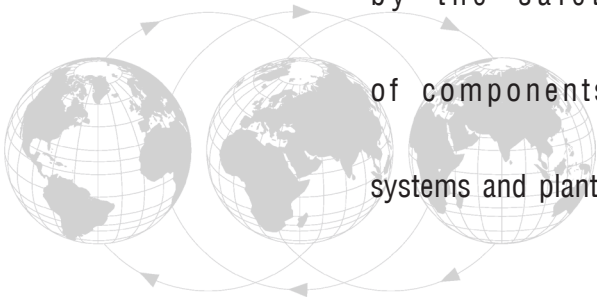 by the
of components
systems and plant